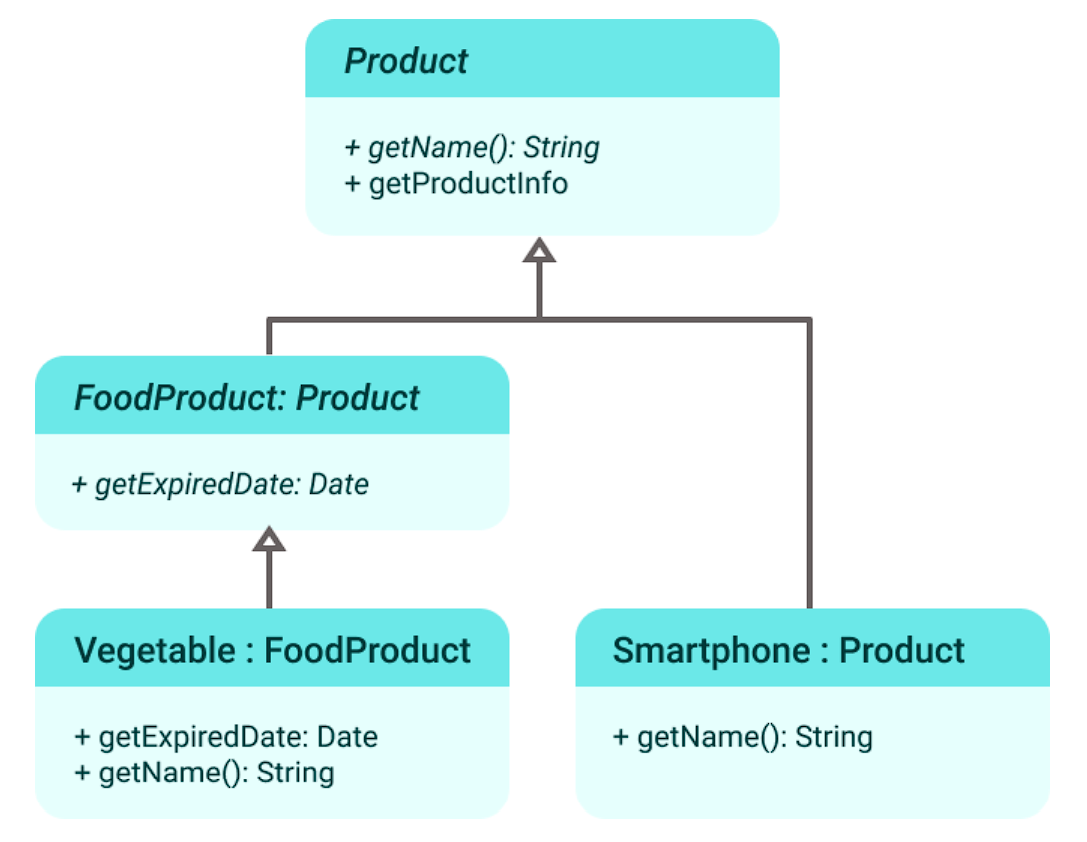 Product
+ getName(): String
+ getProductInfo
FoodProduct: Product
+ getExpiredDate: Date
Vegetable : FoodProduct
+ getExpiredDate: Date
+ getName(): String
Smartphone : Product
+ getName(): String